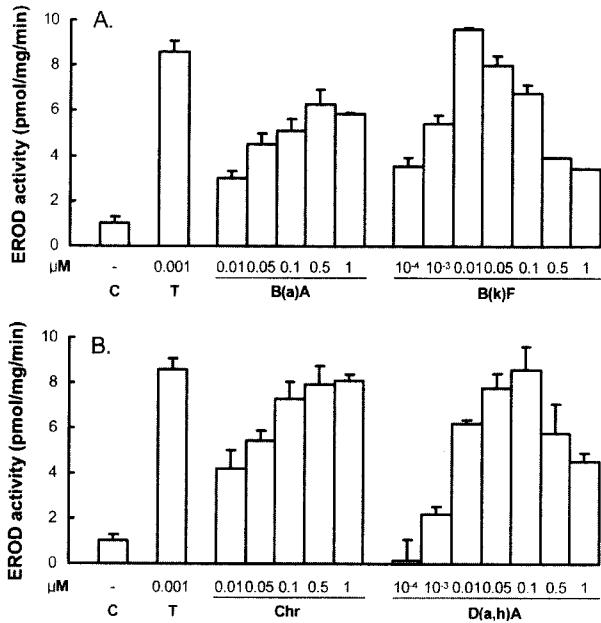 A.
EROD activity (pmol/mg/min)
10
8
6
4
2
0
μM - 0.001 0.01 0.05 0.1 0.5 1 10⁻⁴ 10⁻³ 0.01 0.05 0.1 0.5 1
C T B(a)A B(k)F
B.
EROD activity (pmol/mg/min)
10
8
6
4
2
0
μM - 0.001 0.01 0.05 0.1 0.5 1 10⁻⁴ 10⁻³ 0.01 0.05 0.1 0.5 1
C T Chr D(a,h)A